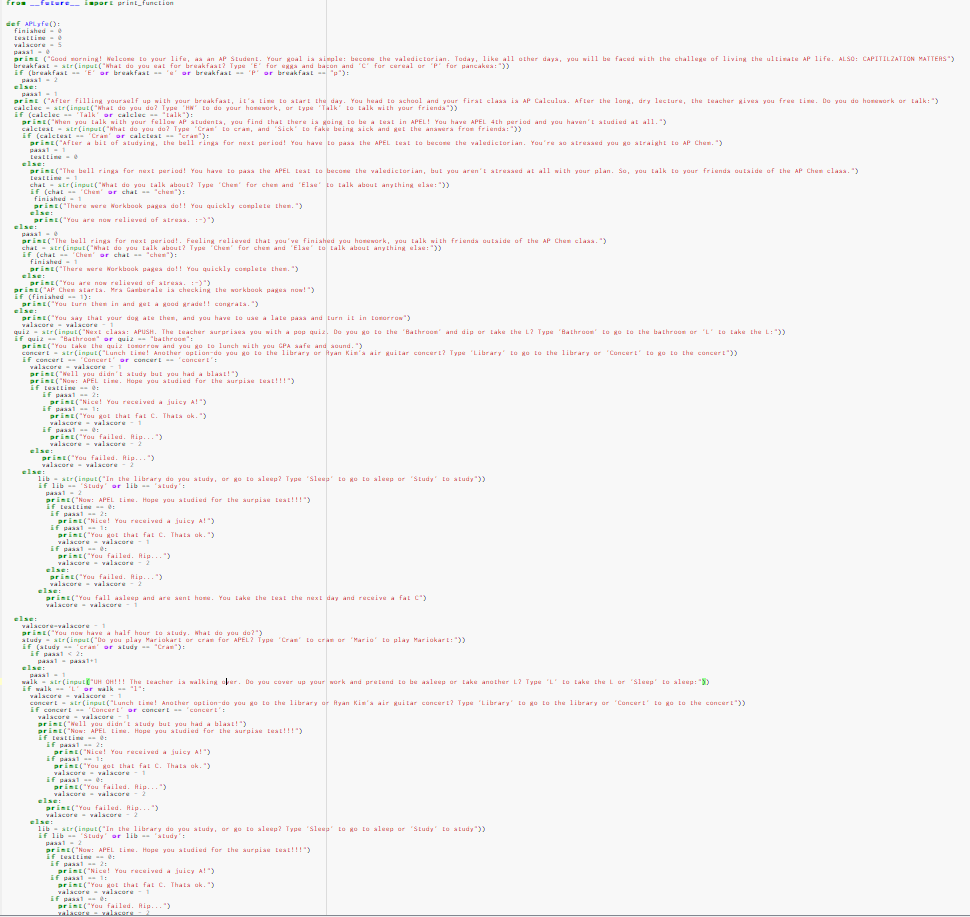 from __future__ import print_function
def APLyfe():
finished = 0
testtime = 0
valscore = 5
pass1 = 0
print ("Good morning! Welcome to your life, as an AP Student. Your goal is simple: become the valedictorian. Today, like all other days, you will be faced with the challoge of living the ultimate AP life. ALSO: CAPITILZATION MATTERS")
breakfast = str(input("What do you eat for breakfast? Type 'E' for eggs and bacon and 'C' for cereal or 'P' for pancakes:"))
if (breakfast == 'E' or breakfast == 'e' or breakfast == 'P' or breakfast == "p"):
pass1 = 2
else:
pass1 = 1
print ("After filling yourself up with your breakfast, it's time to start the day. You head to school and your first class is AP Calculus. After the long, dry lecture, the teacher gives you free time. Do you do homework or talk:")
calclec = str(input("What do you do? Type 'HW' to do your homework, or type 'Talk' to talk with your friends"))
if (calclec == 'Talk' or calclec == "talk"):
print("When you talk with your fellow AP students, you find that there is going to be a test in APEL! You have APEL 4th period and you haven't studied at all.")
calctest = str(input("What do you do? Type 'Cram' to cram, and 'Sick' to fake being sick and get the answers from friends:"))
if (calctest == 'Cram' or calctest == "cram"):
print("After a bit of studying, the bell rings for next period! You have to pass the APEL test to become the valedictorian. You're so stressed you go straight to AP Chem.")
pass1 = 1
testtime = 0
else:
print("The bell rings for next period! You have to pass the APEL test to become the valedictorian, but you aren't stressed at all with your plan. So, you talk to your friends outside of the AP Chem class.")
testtime = 1
chat = str(input("What do you talk about? Type 'Chem' for chem and 'Else' to talk about anything else:"))
if (chat == 'Chem' or chat == "chem"):
finished = 1
print("There were Workbook pages do!! You quickly complete them.")
else:
print("You are now relieved of stress. :-)")
else:
pass1 = 0
print("The bell rings for next period!. Feeling relieved that you've finished you homework, you talk with friends outside of the AP Chem class.")
chat = str(input("What do you talk about? Type 'Chem' for chem and 'Else' to talk about anything else:"))
if (chat == 'Chem' or chat == "chem"):
finished = 1
print("There were Workbook pages do!! You quickly complete them.")
else:
print("You are now relieved of stress. :-)")
print("AP Chem starts. Mrs Gamberale is checking the workbook pages now!")
if (finished == 1):
print("You turn them in and get a good grade!! congrats.")
else:
print("You say that your dog ate them, and you have to use a late pass and turn it in tomorrow")
valscore = valscore - 1
quiz = str(input("Next class: APUSH. The teacher surprises you with a pop quiz. Do you go to the 'Bathroom' and dip or take the L? Type 'Bathroom' to go to the bathroom or 'L' to take the L:"))
if quiz == "Bathroom" or quiz == "bathroom":
print("You take the quiz tomorrow and you go to lunch with you GPA safe and sound.")
concert = str(input("Lunch time! Another option-do you go to the library or Ryan Kim's air guitar concert? Type 'Library' to go to the library or 'Concert' to go to the concert"))
if concert == 'Concert' or concert == 'concert':
valscore = valscore - 1
print("Well you didn't study but you had a blast!")
print("Now: APEL time. Hope you studied for the surpise test!!!")
if testtime == 0:
if pass1 == 2:
print("Nice! You received a juicy A!")
if pass1 == 1:
print("You got that fat C. Thats ok.")
valscore = valscore - 1
if pass1 == 0:
print("You failed. Rip...")
valscore = valscore - 2
else:
print("You failed. Rip...")
valscore = valscore - 2
else:
lib = str(input("In the library do you study, or go to sleep? Type 'Sleep' to go to sleep or 'Study' to study"))
if lib == 'Study' or lib == 'study':
pass1 = 2
print("Now: APEL time. Hope you studied for the surpise test!!!")
if testtime == 0:
if pass1 == 2:
print("Nice! You received a juicy A!")
if pass1 == 1:
print("You got that fat C. Thats ok.")
valscore = valscore - 1
if pass1 == 0:
print("You failed. Rip...")
valscore = valscore - 2
else:
print("You failed. Rip...")
valscore = valscore - 2
else:
print("You fall asleep and are sent home. You take the test the next day and receive a fat C")
valscore = valscore - 1
else:
valscore=valscore - 1
print("You now have a half hour to study. What do you do?")
study = str(input("Do you play Mariokart or cram for APEL? Type 'Cram' to cram or 'Mario' to play Mariokart:"))
if (study == 'cram' or study == "Cram"):
if pass1 < 2:
pass1 = pass1+1
else:
pass1 = 1
walk = str(input("UH OH!!! The teacher is walking over. Do you cover up your work and pretend to be asleep or take another L? Type 'L' to take the L or 'Sleep' to sleep:"))
if walk == 'L' or walk == "l":
valscore = valscore - 1
concert = str(input("Lunch time! Another option-do you go to the library or Ryan Kim's air guitar concert? Type 'Library' to go to the library or 'Concert' to go to the concert"))
if concert == 'Concert' or concert == 'concert':
valscore = valscore - 1
print("Well you didn't study but you had a blast!")
print("Now: APEL time. Hope you studied for the surpise test!!!")
if testtime == 0:
if pass1 == 2:
print("Nice! You received a juicy A!")
if pass1 == 1:
print("You got that fat C. Thats ok.")
valscore = valscore - 1
if pass1 == 0:
print("You failed. Rip...")
valscore = valscore - 2
else:
print("You failed. Rip...")
valscore = valscore - 2
else:
lib = str(input("In the library do you study, or go to sleep? Type 'Sleep' to go to sleep or 'Study' to study"))
if lib == 'Study' or lib == 'study':
pass1 = 2
print("Now: APEL time. Hope you studied for the surpise test!!!")
if testtime == 0:
if pass1 == 2:
print("Nice! You received a juicy A!")
if pass1 == 1:
print("You got that fat C. Thats ok.")
valscore = valscore - 1
if pass1 == 0:
print("You failed. Rip...")
valscore = valscore - 2